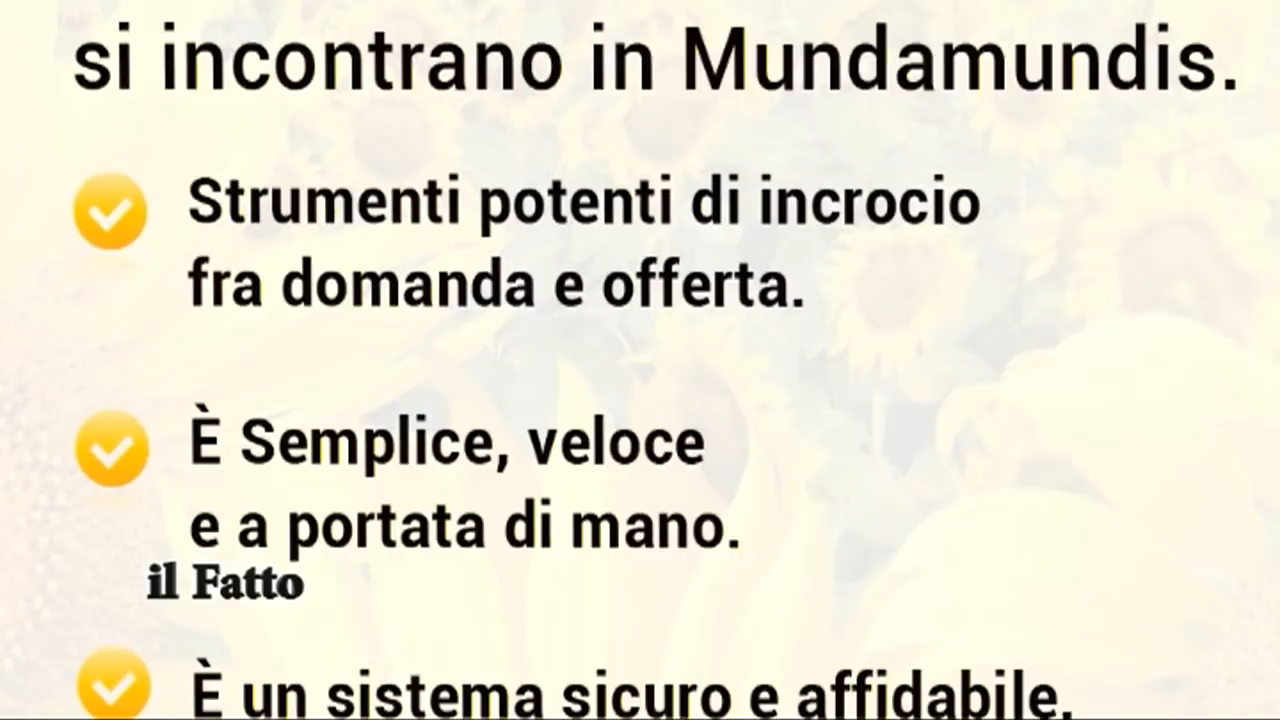 si incontrano in Mundamundis.
Strumenti potenti di incrocio
fra domanda e offerta.
È Semplice, veloce
e a portata di mano.
il Fatto
È un sistema sicuro e affidabile.